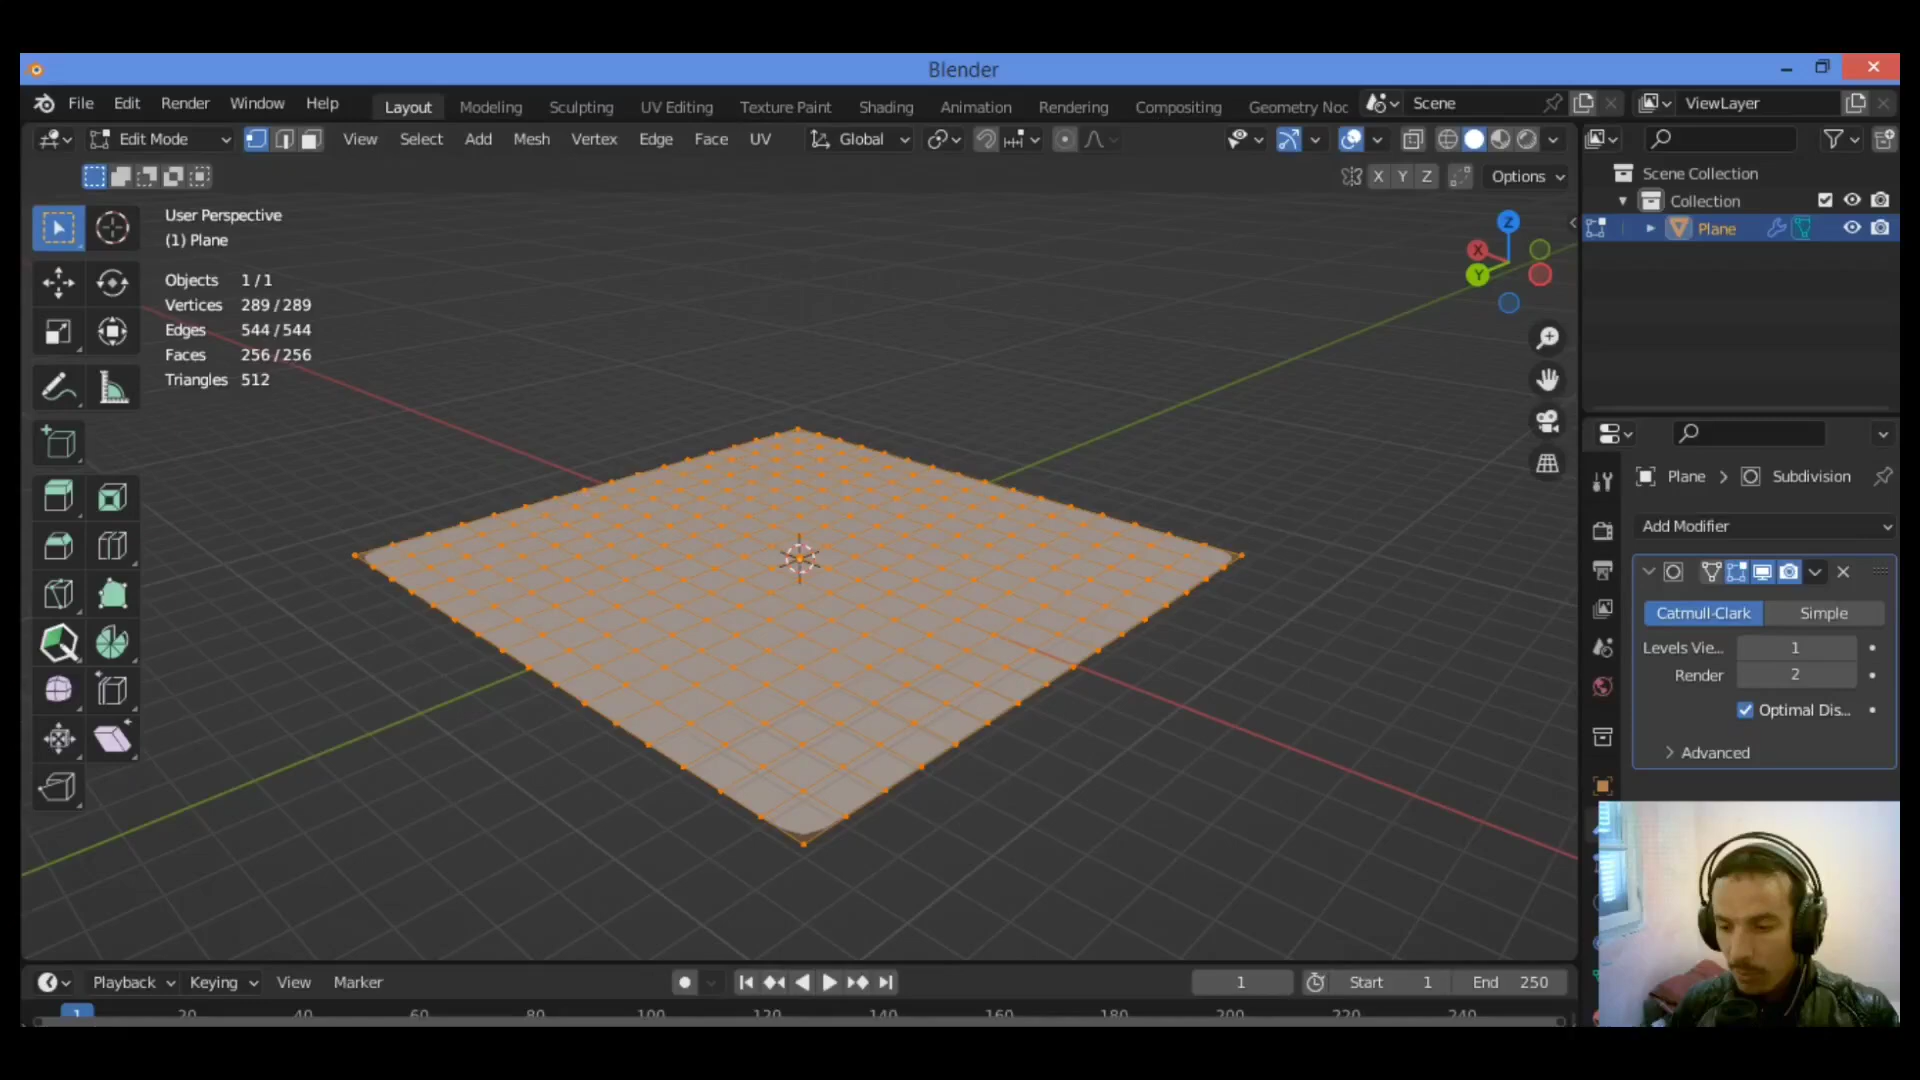 Blender
File Edit Render Window Help Layout Modeling Sculpting UV Editing Texture Paint Shading Animation Rendering Compositing Geometry Noc Scene ViewLayer
Edit Mode View Select Add Mesh Vertex Edge Face UV Global
X Y Z Options
User Perspective
(1) Plane
Objects 1 / 1
Vertices 289 / 289
Edges 544 / 544
Faces 256 / 256
Triangles 512
Z
X
Y
Scene Collection
Collection
Plane
Plane > Subdivision
Add Modifier
Catmull-Clark Simple
Levels Vie... 1
Render 2
Optimal Dis...
Advanced
Playback Keying View Marker 1 Start 1 End 250
1 20 40 60 80 100 120 140 160 180 200 220 240